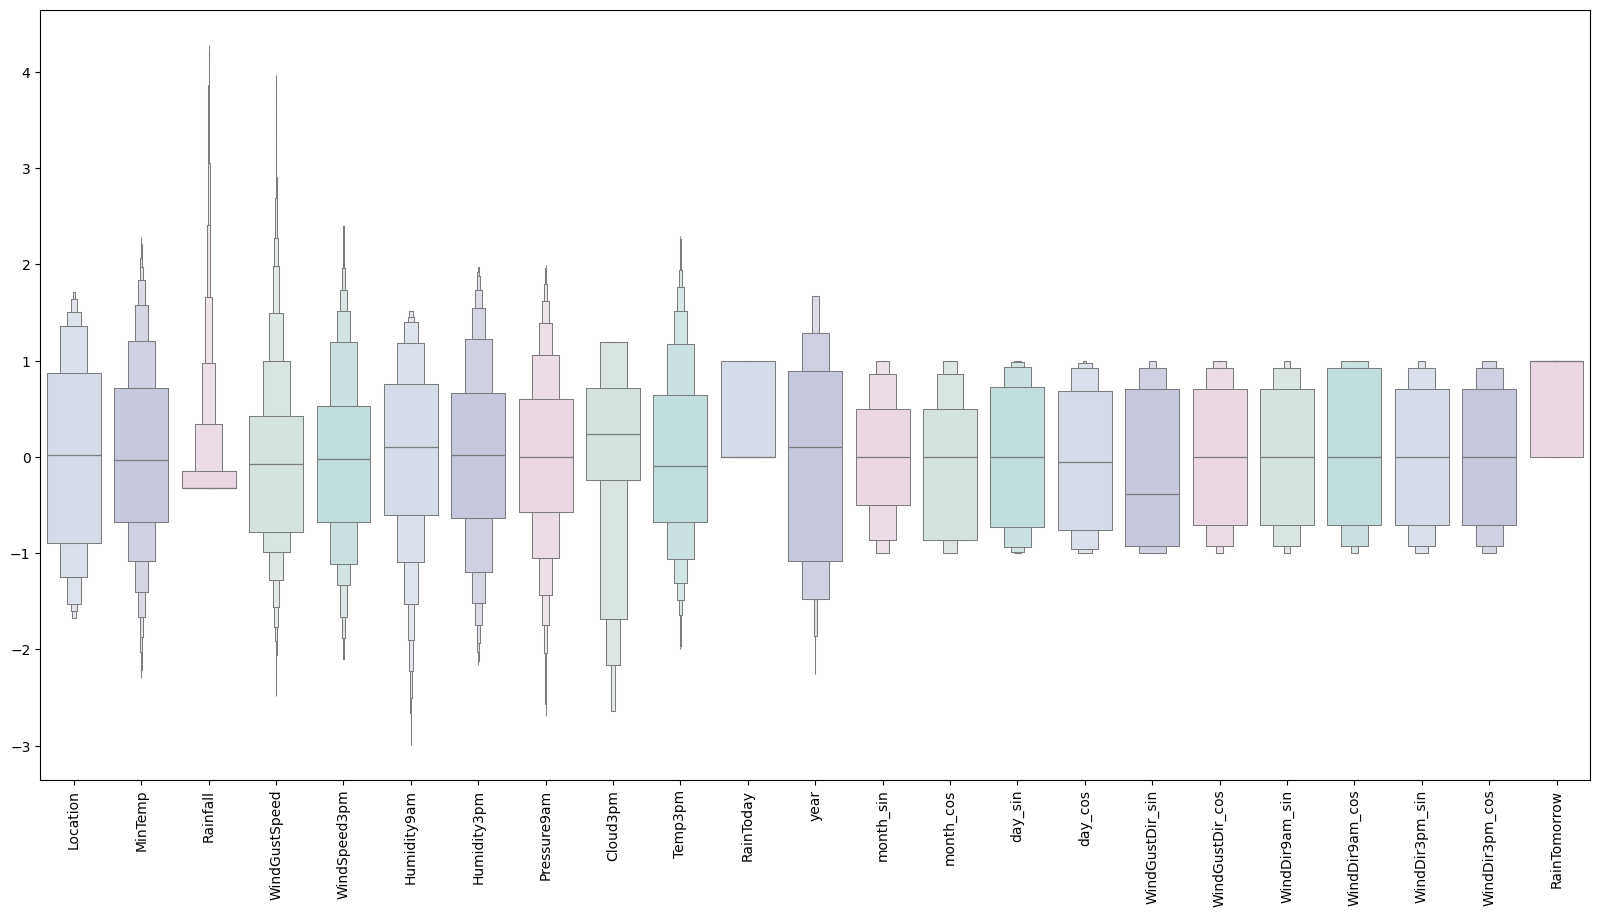 4
3
2
1
0
−1
−2
−3
Location
MinTemp
Rainfall
WindGustSpeed
WindSpeed3pm
Humidity9am
Humidity3pm
Pressure9am
Cloud3pm
Temp3pm
RainToday
year
month_sin
month_cos
day_sin
day_cos
WindGustDir_sin
WindGustDir_cos
WindDir9am_sin
WindDir9am_cos
WindDir3pm_sin
WindDir3pm_cos
RainTomorrow